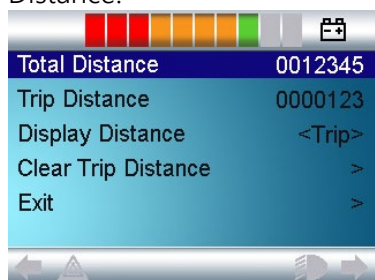 Distance:
Total Distance 0012345
Trip Distance 0000123
Display Distance <Trip>
Clear Trip Distance >
Exit >